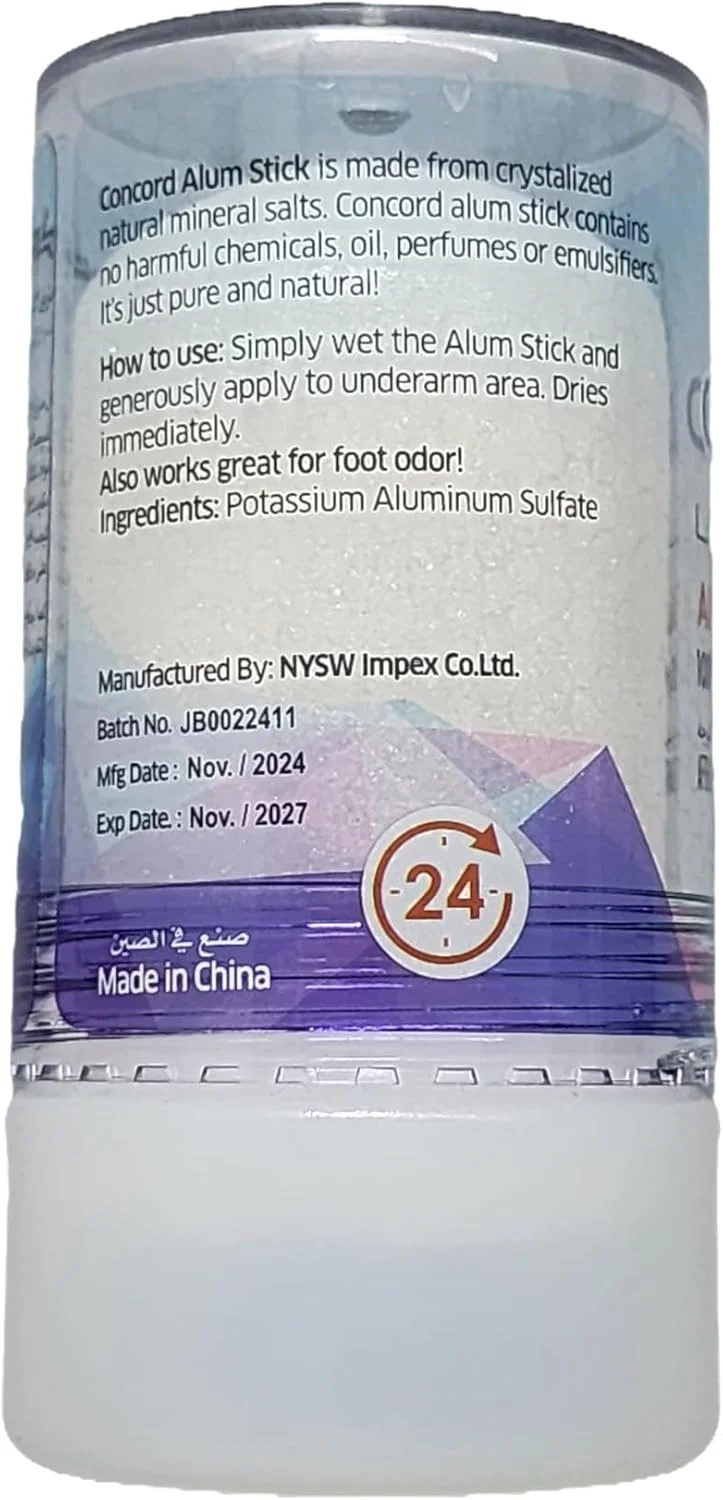 Concord Alum Stick is made from crystalized
natural mineral salts. Concord alum stick contains
no harmful chemicals, oil, perfumes or emulsifiers.
It's just pure and natural!
How to use: Simply wet the Alum Stick and
generously apply to underarm area. Dries
immediately.
Also works great for foot odor!
Ingredients: Potassium Aluminum Sulfate
Manufactured By: NYSW Impex Co.Ltd.
Batch No. JB0022411
Mfg Date : Nov. / 2024
Exp Date. : Nov. / 2027
24
صنع في الصين
Made in China